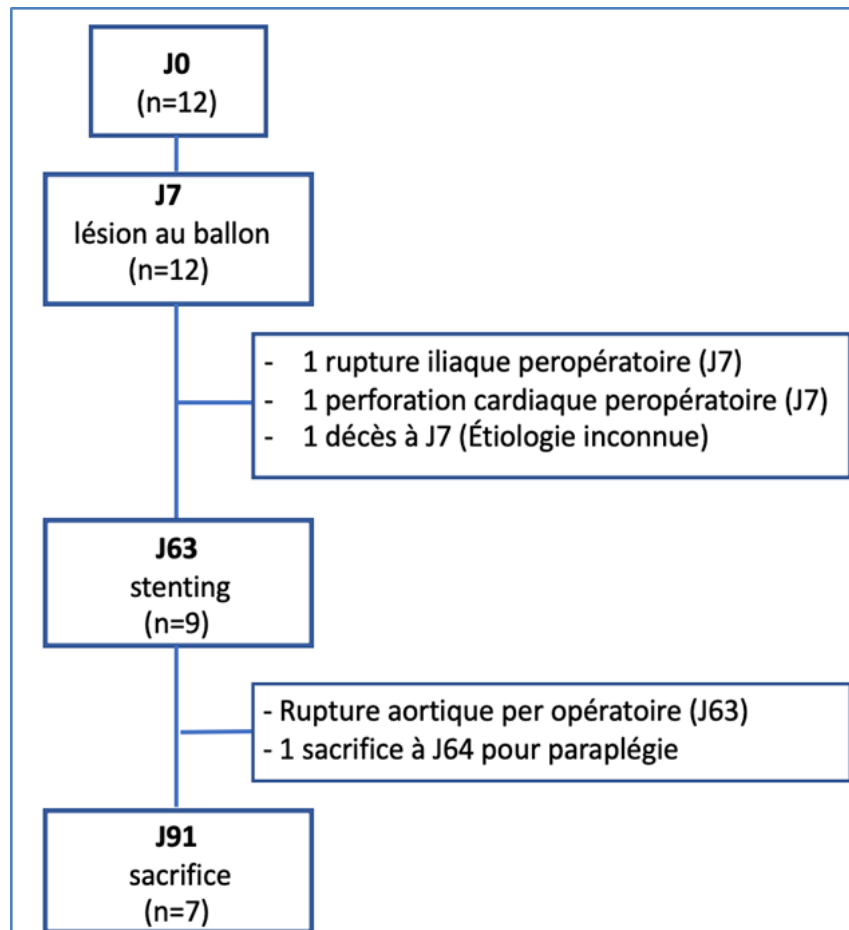 J0
(n=12)
J7
lésion au ballon
(n=12)
- 1 rupture iliaque peropératoire (J7)
- 1 perforation cardiaque peropératoire (J7)
- 1 décès à J7 (Étiologie inconnue)
J63
stenting
(n=9)
- Rupture aortique per opératoire (J63)
- 1 sacrifice à J64 pour paraplégie
J91
sacrifice
(n=7)